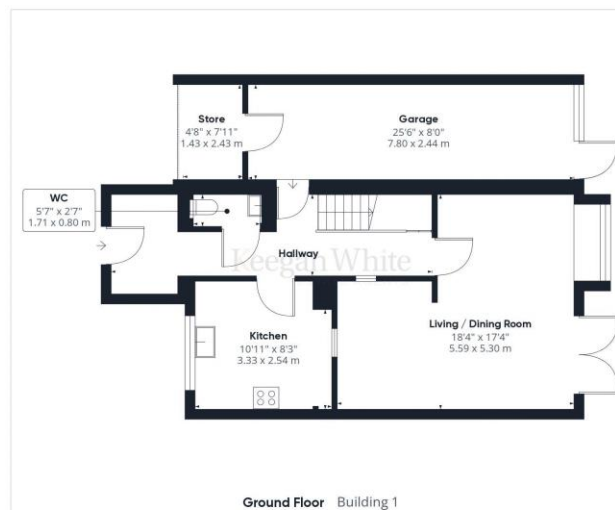 Store
4'8" x 7'11"
1.43 x 2.43 m
Garage
25'6" x 8'0"
7.80 x 2.44 m
WC
5'7" x 2'7"
1.71 x 0.80 m
Hallway
Keegan White
Kitchen
10'11" x 8'3"
3.33 x 2.54 m
Living / Dining Room
18'4" x 17'4"
5.59 x 5.30 m
Ground Floor Building 1